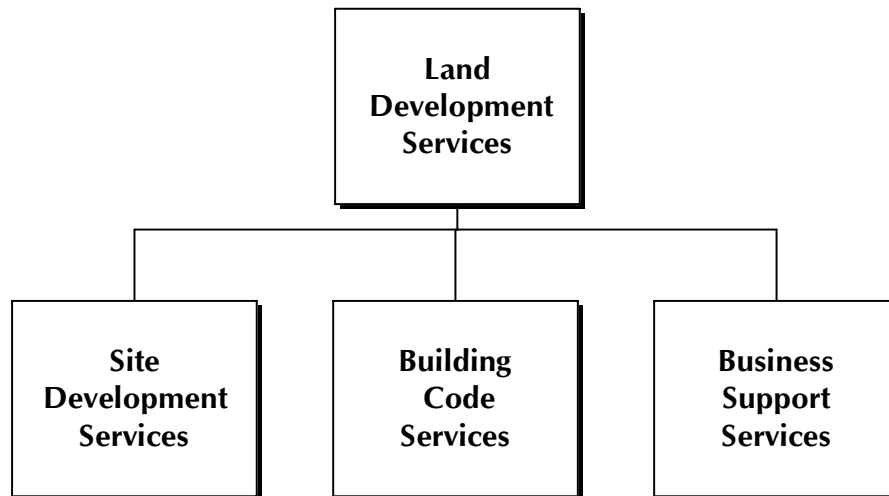 Land
Development
Services
Site
Development
Services
Building
Code
Services
Business
Support
Services